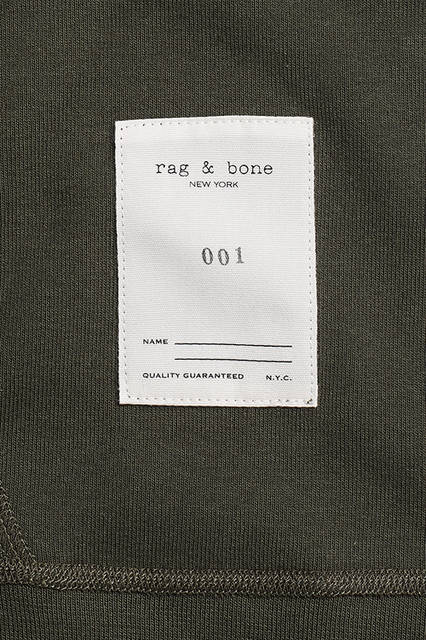 rag & bone
NEW YORK
001
NAME
QUALITY GUARANTEED N.Y.C.